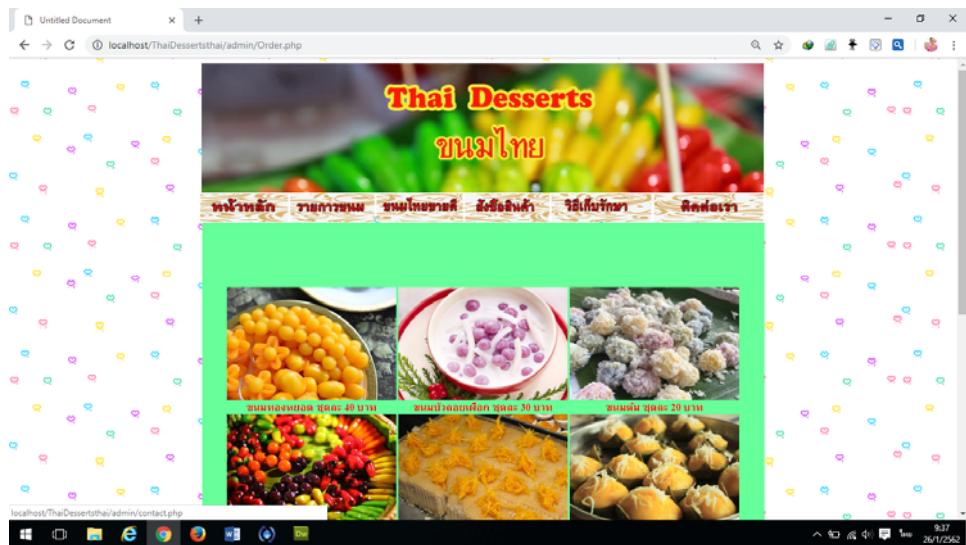 Untitled Document
localhost/ThaiDessertsthai/admin/Order.php
Thai Desserts
ขนมไทย
หน้าหลัก รายการขนม ขนมไทยขายดี สั่งซื้อสินค้า วิธีเก็บรักษา ติดต่อเรา
ขนมทองหยอด ชุดละ 40 บาท ขนมบัวลอยเผือก ชุดละ 30 บาท ขนมต้ม ชุดละ 20 บาท
localhost/ThaiDessertsthai/admin/contact.php
Dw
ไทย
9:37
26/1/2562